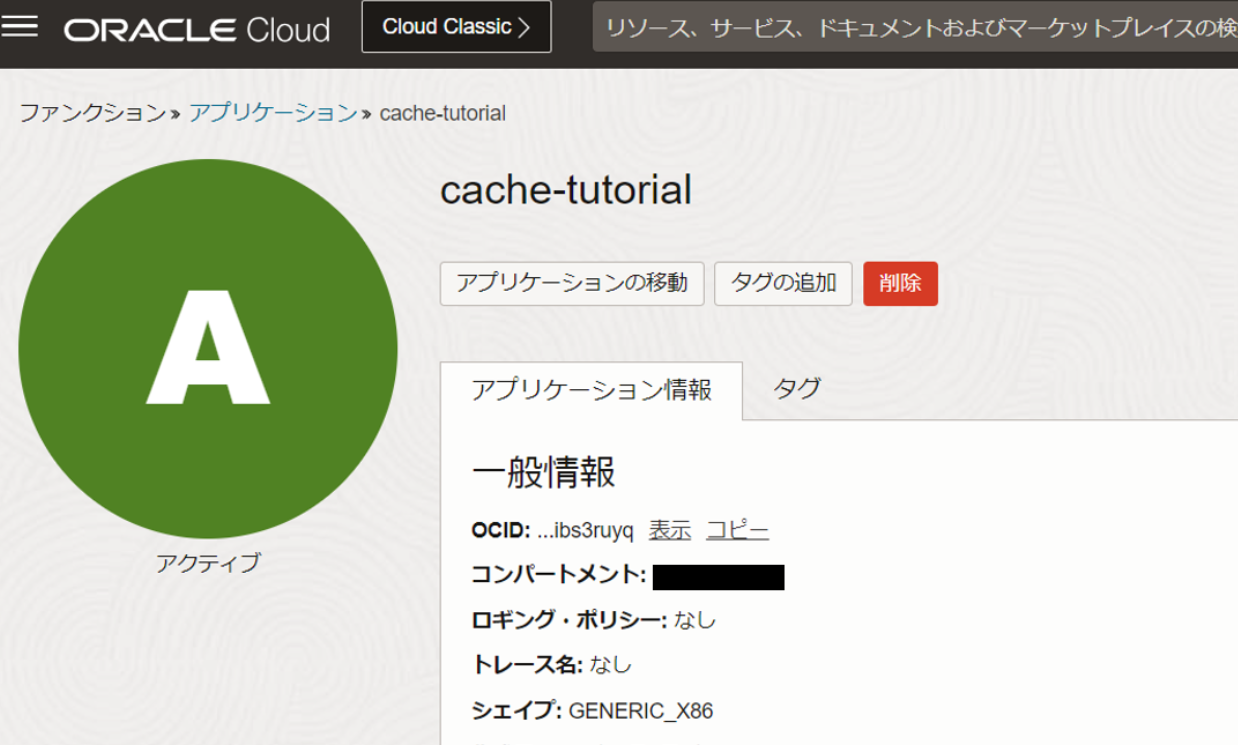 ORACLE Cloud Cloud Classic > リソース、サービス、ドキュメントおよびマーケットプレイスの検
ファンクション » アプリケーション » cache-tutorial
cache-tutorial
アプリケーションの移動 タグの追加 削除
A
アクティブ
アプリケーション情報 タグ
一般情報
OCID: ...ibs3ruyq 表示 コピー
コンパートメント:
ロギング・ポリシー: なし
トレース名: なし
シェイプ: GENERIC_X86